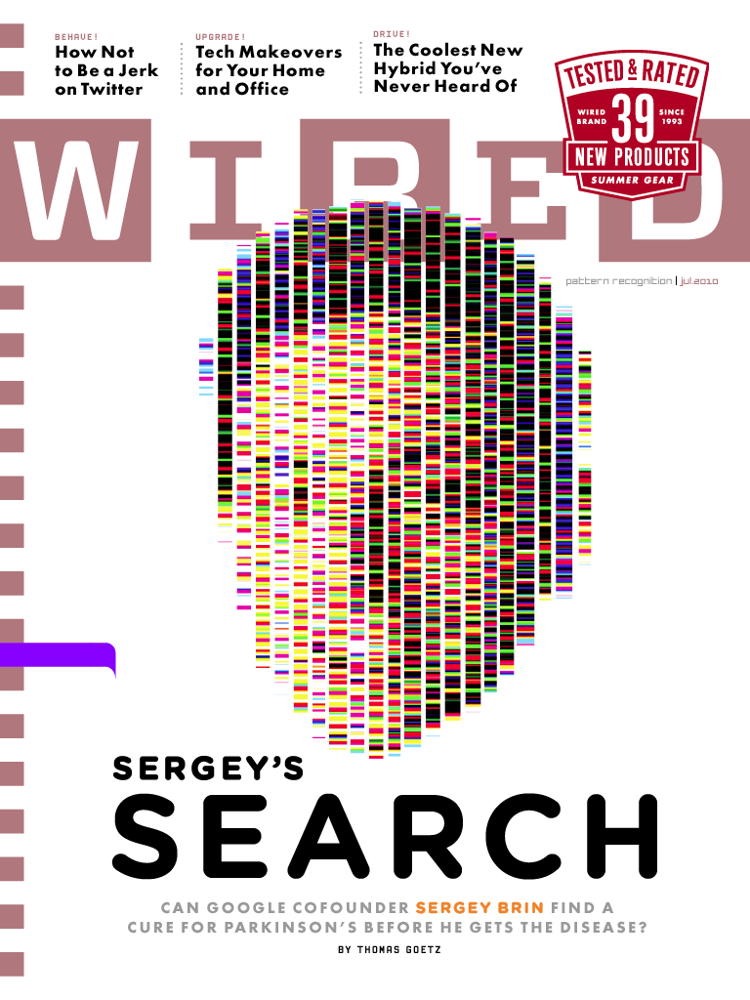 BEHAVE!
How Not
to Be a Jerk
on Twitter
UPGRADE!
Tech Makeovers
for Your Home
and Office
DRIVE!
The Coolest New
Hybrid You've
Never Heard Of
TESTED & RATED
WIRED BRAND
39
SINCE 1993
NEW PRODUCTS
SUMMER GEAR
WIRED
pattern recognition | jul.2010
SERGEY'S
SEARCH
CAN GOOGLE COFOUNDER SERGEY BRIN FIND A
CURE FOR PARKINSON'S BEFORE HE GETS THE DISEASE?
BY THOMAS GOETZ